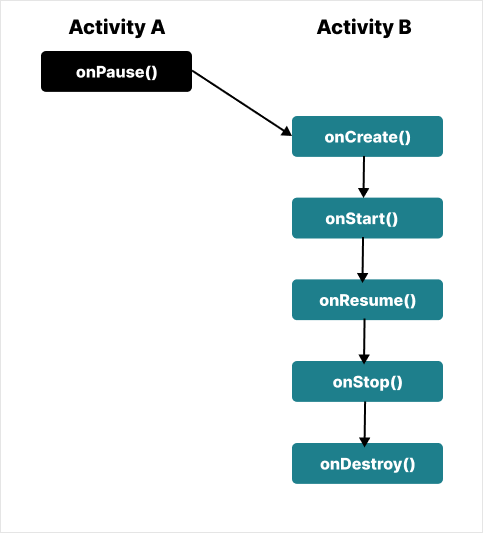 Activity A
Activity B
onPause()
onCreate()
onStart()
onResume()
onStop()
onDestroy()